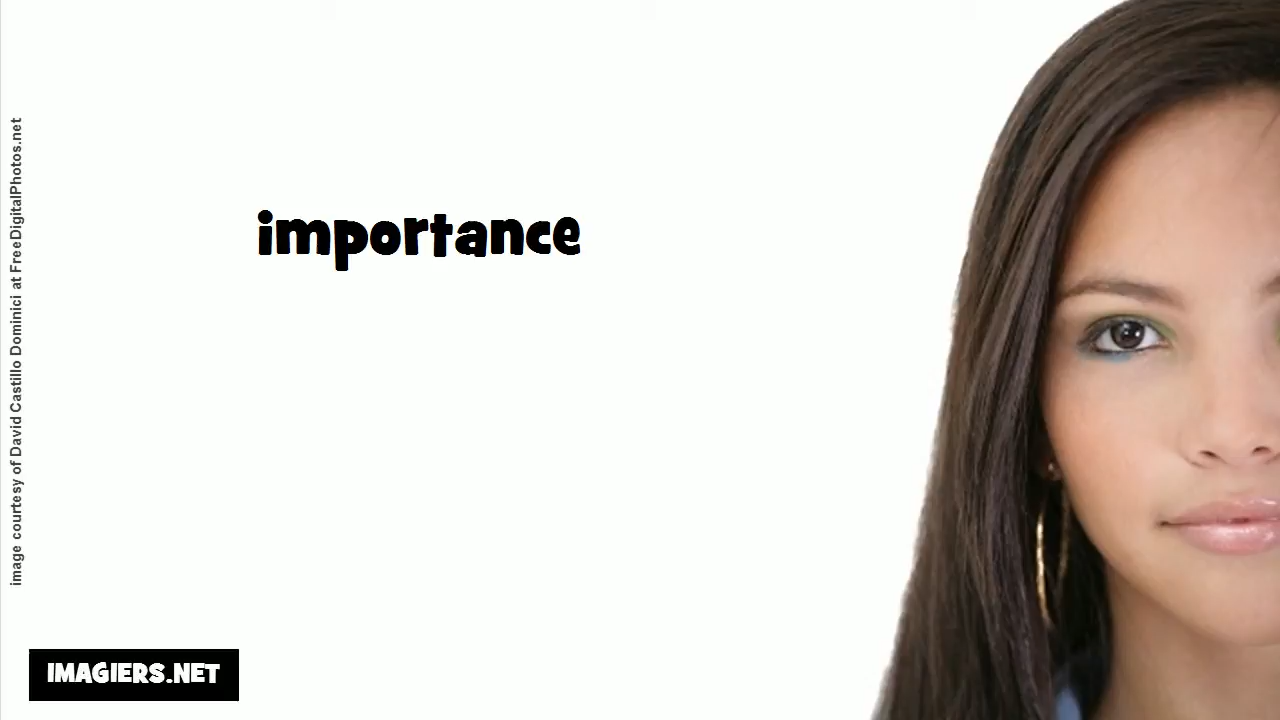 importance
image courtesy of David Castillo Dominici at FreeDigitalPhotos.net
IMAGIERS.NET